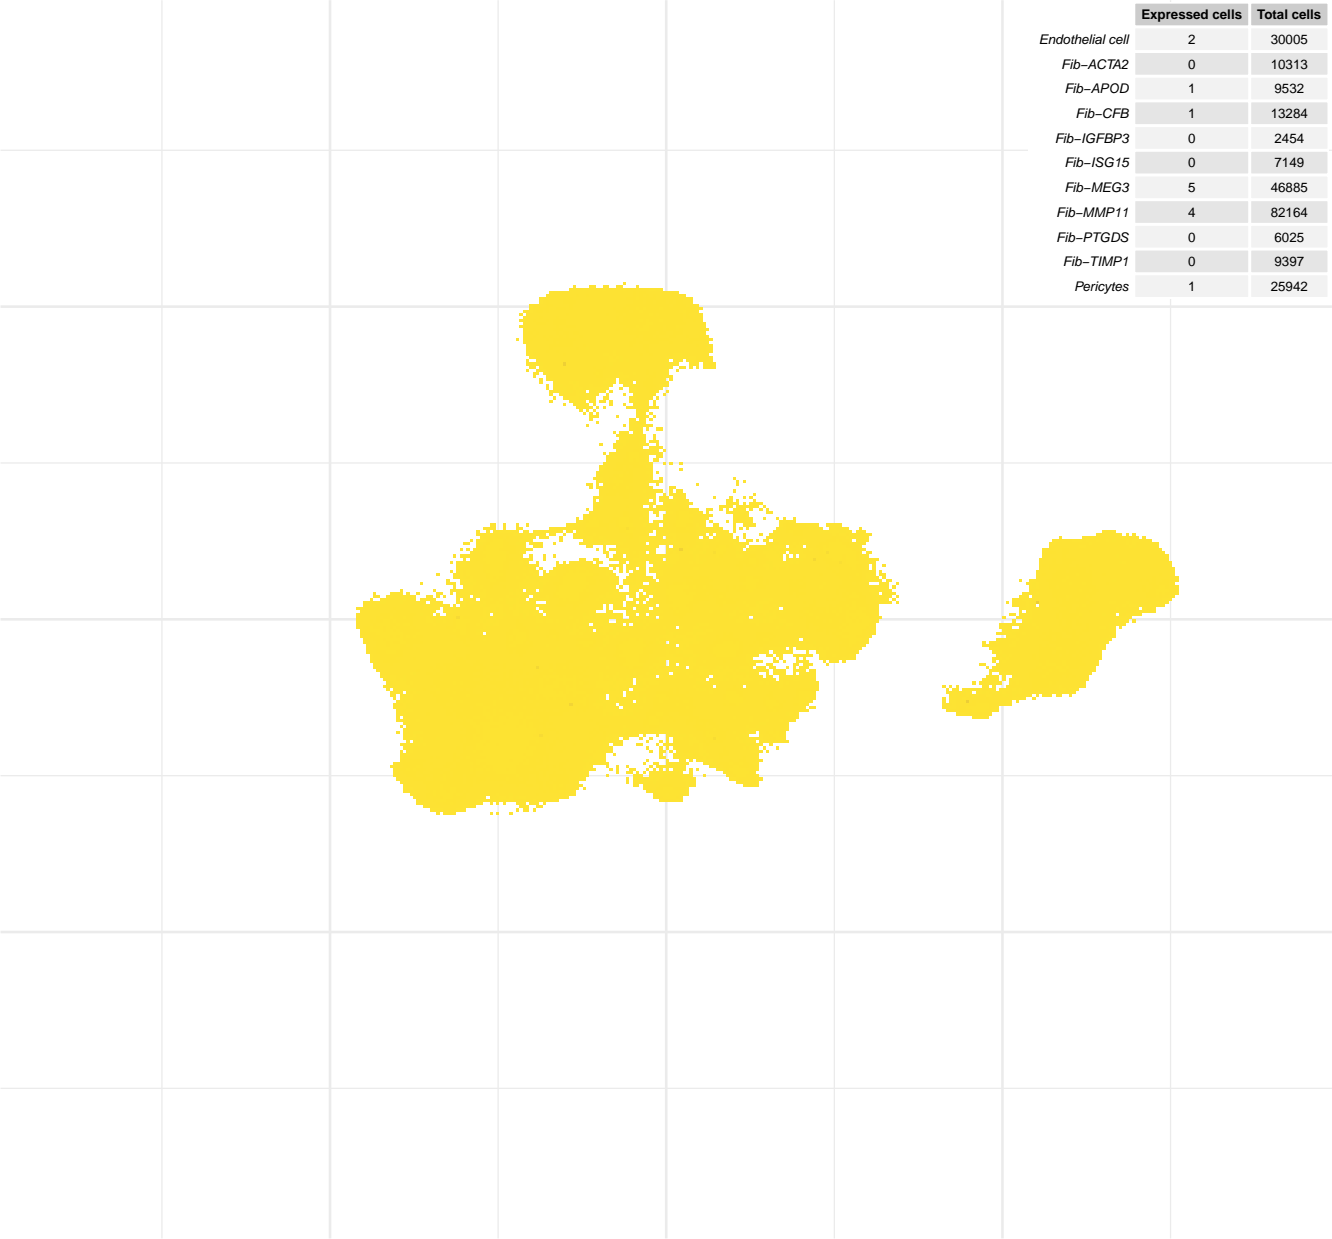 Expressed cells Total cells
Endothelial cell 2 30005
Fib−ACTA2 0 10313
Fib−APOD 1 9532
Fib−CFB 1 13284
Fib−IGFBP3 0 2454
Fib−ISG15 0 7149
Fib−MEG3 5 46885
Fib−MMP11 4 82164
Fib−PTGDS 0 6025
Fib−TIMP1 0 9397
Pericytes 1 25942